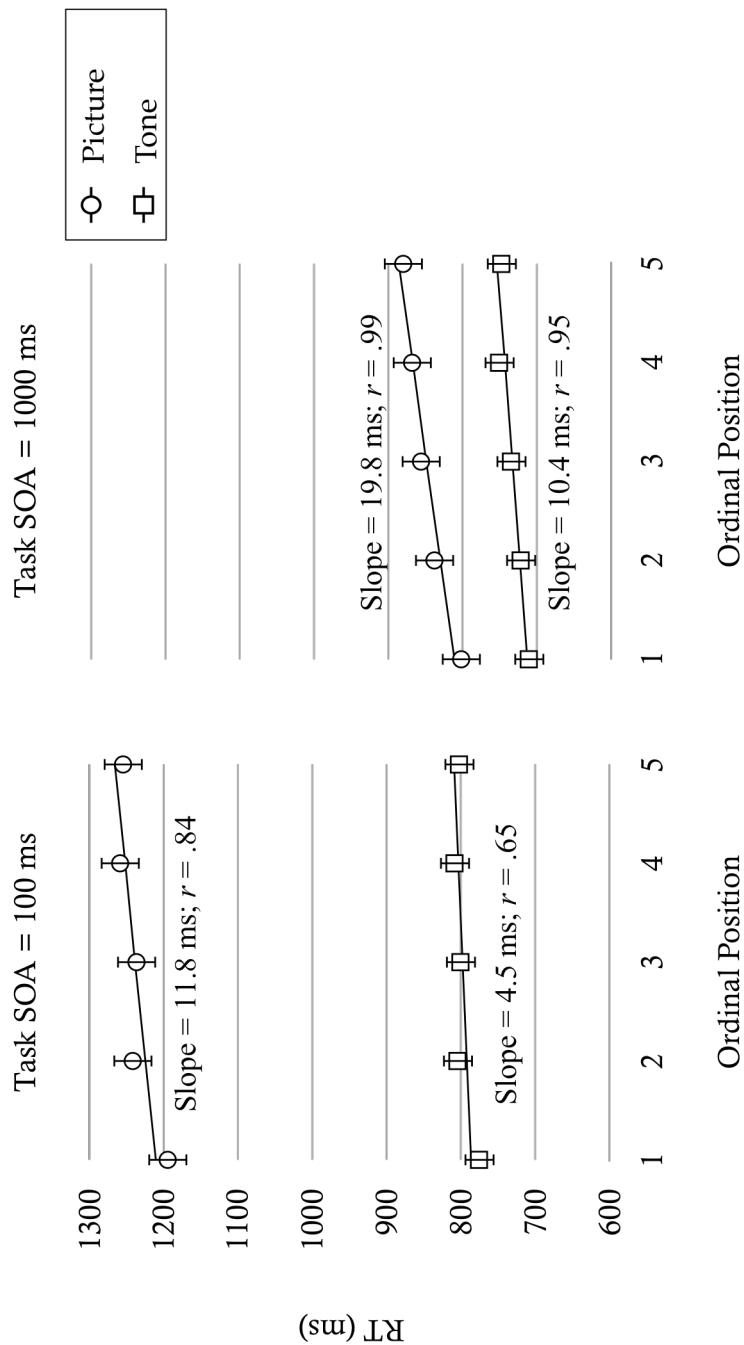 Task SOA = 100 ms
Task SOA = 1000 ms
Picture
Tone
RT (ms)
1300
1200
1100
1000
900
800
700
600
Slope = 11.8 ms; r = .84
Slope = 4.5 ms; r = .65
1 2 3 4 5
Ordinal Position
Slope = 19.8 ms; r = .99
Slope = 10.4 ms; r = .95
1 2 3 4 5
Ordinal Position